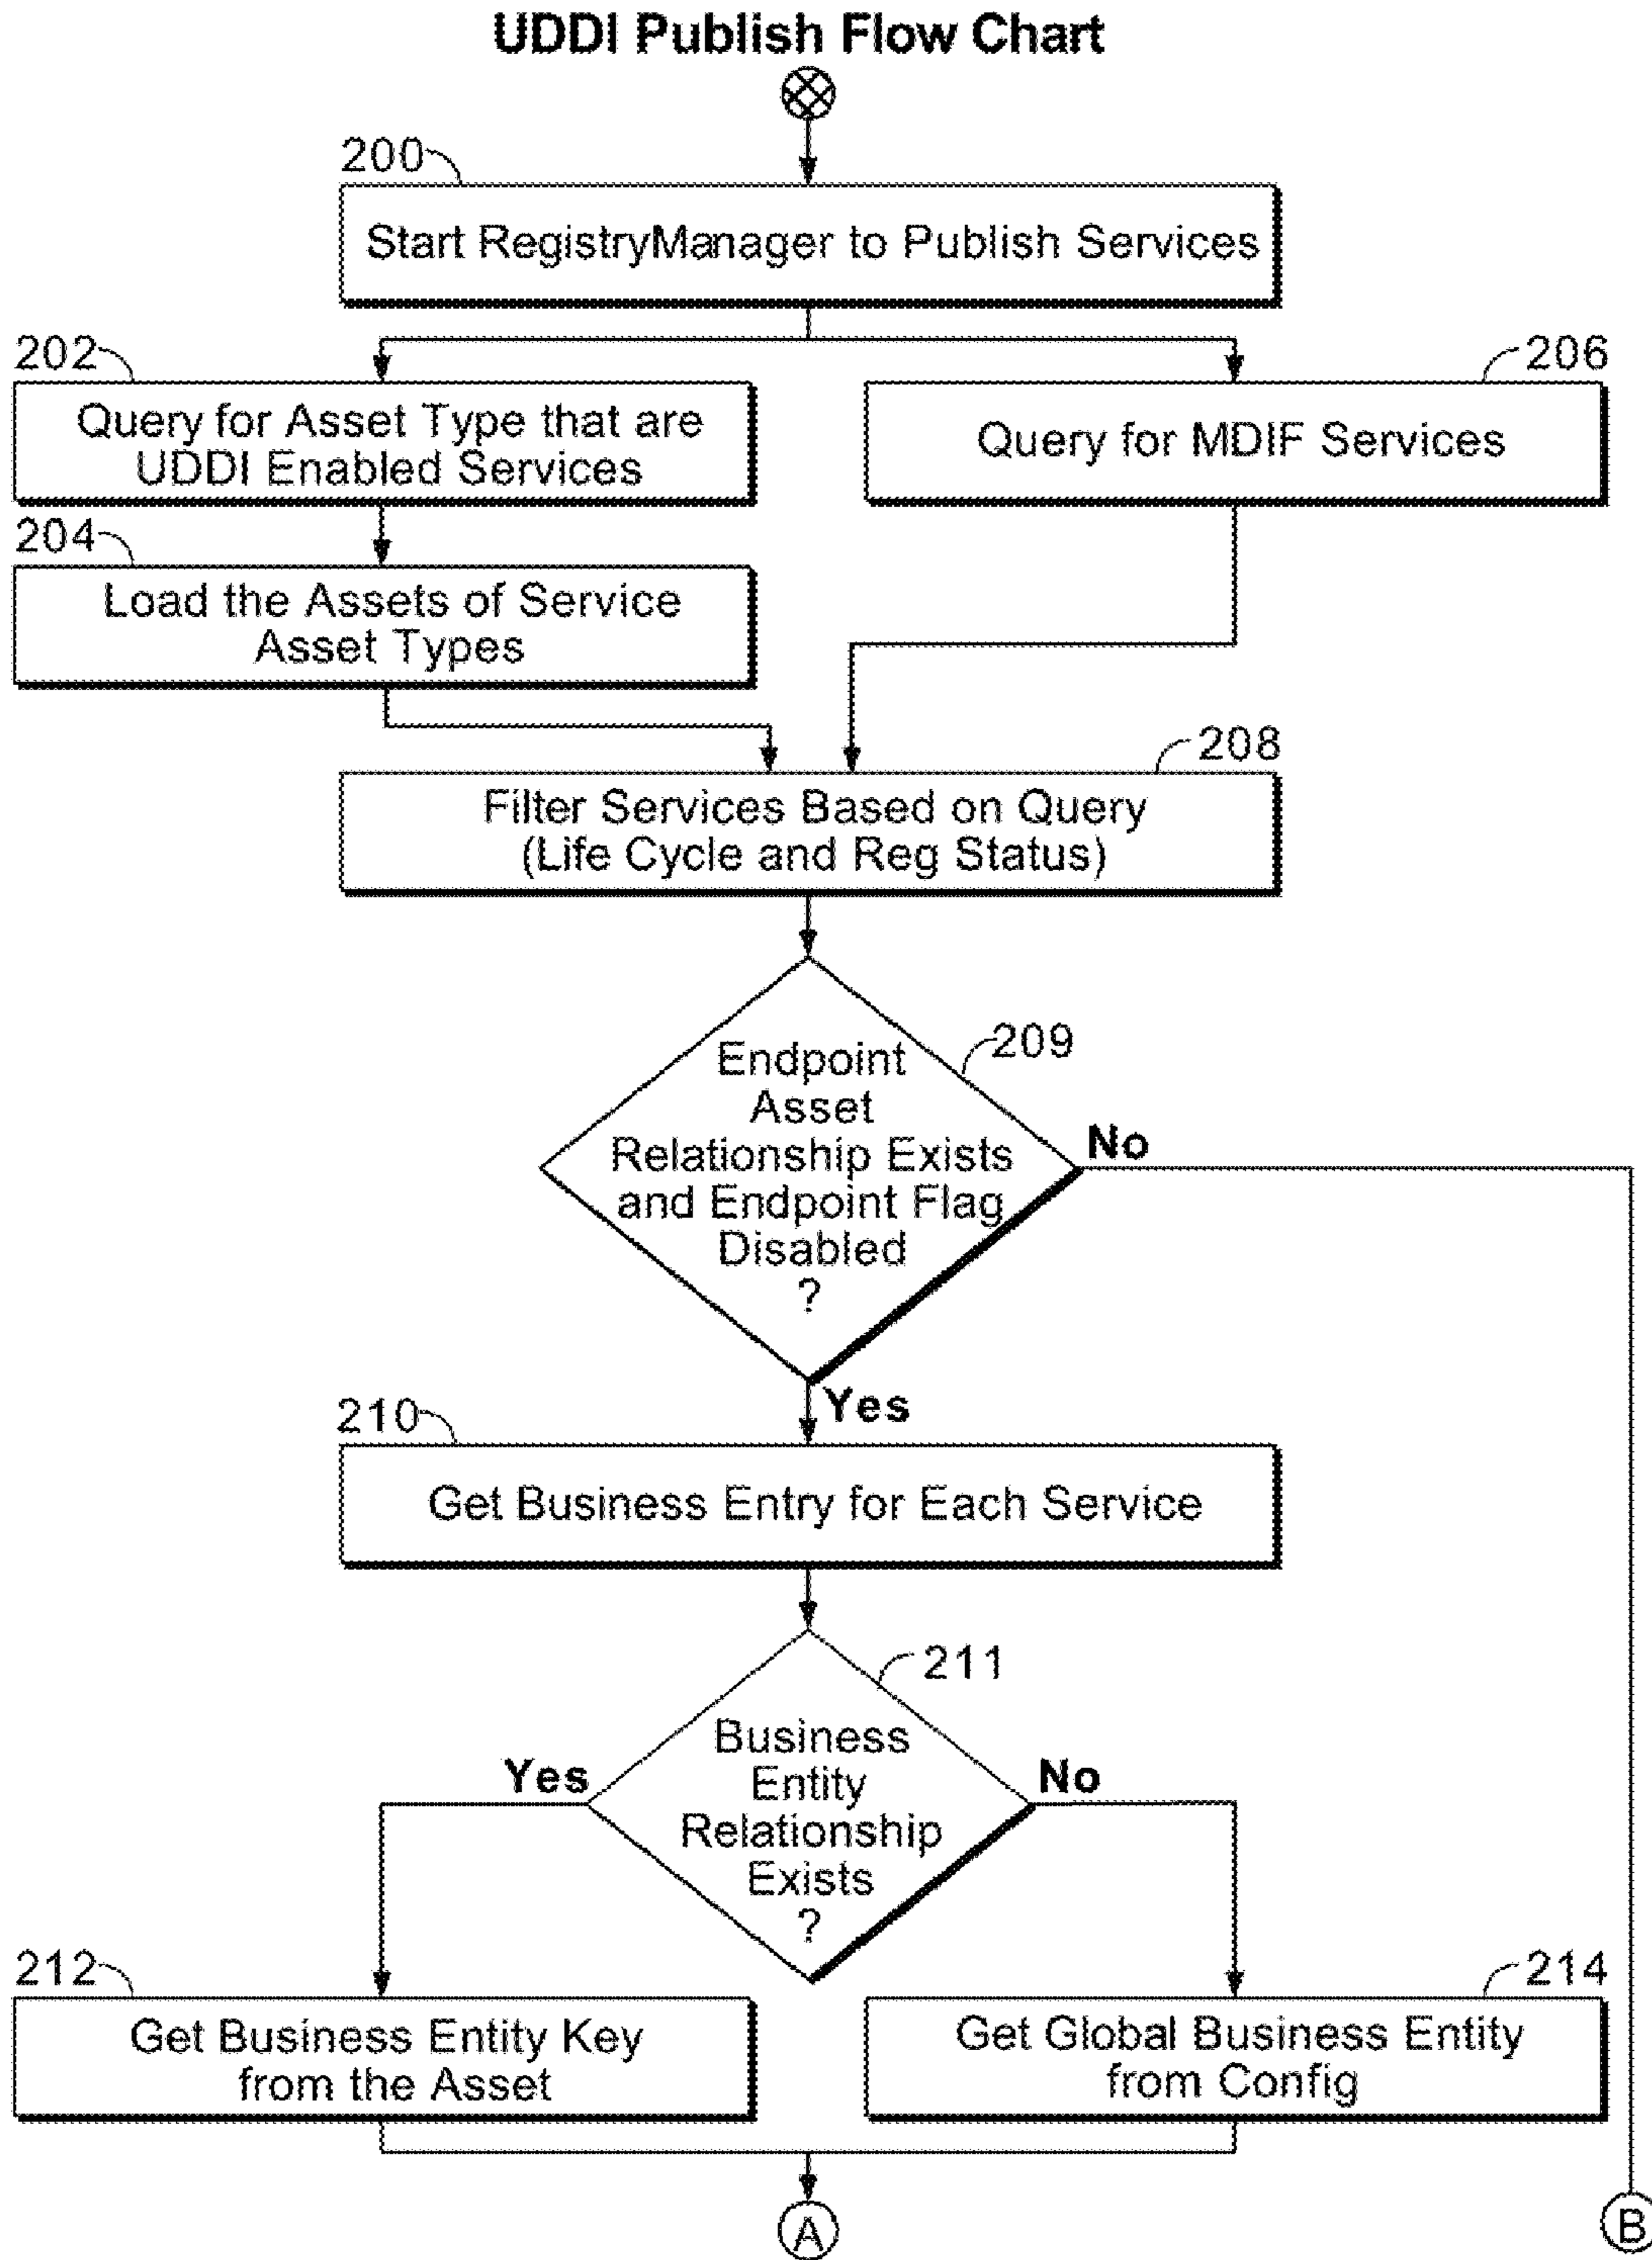 UDDI Publish Flow Chart
200
Start RegistryManager to Publish Services
202
206
Query for Asset Type that are
UDDI Enabled Services
Query for MDIF Services
204
Load the Assets of Service
Asset Types
208
Filter Services Based on Query
(Life Cycle and Reg Status)
209
Endpoint
Asset
Relationship Exists
and Endpoint Flag
Disabled
?
No
Yes
210
Get Business Entry for Each Service
211
Business
Entity
Relationship
Exists
?
Yes
No
212
214
Get Business Entity Key
from the Asset
Get Global Business Entity
from Config
A
B